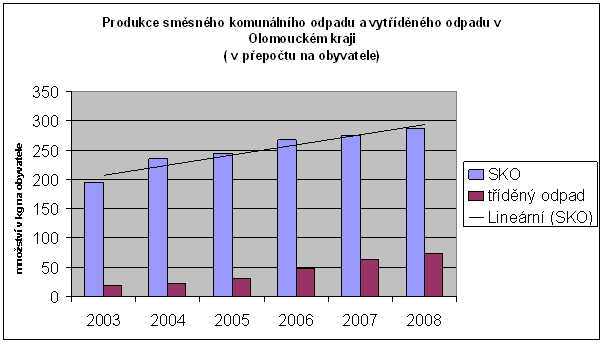 Produkce směsného komunálního odpadu a vytříděného odpadu v
Olomouckém kraji
( v přepočtu na obyvatele)
množství v kg na obyvatele
350
300
250
200
150
100
50
0
2003 2004 2005 2006 2007 2008
SKO
tříděný odpad
Lineární (SKO)